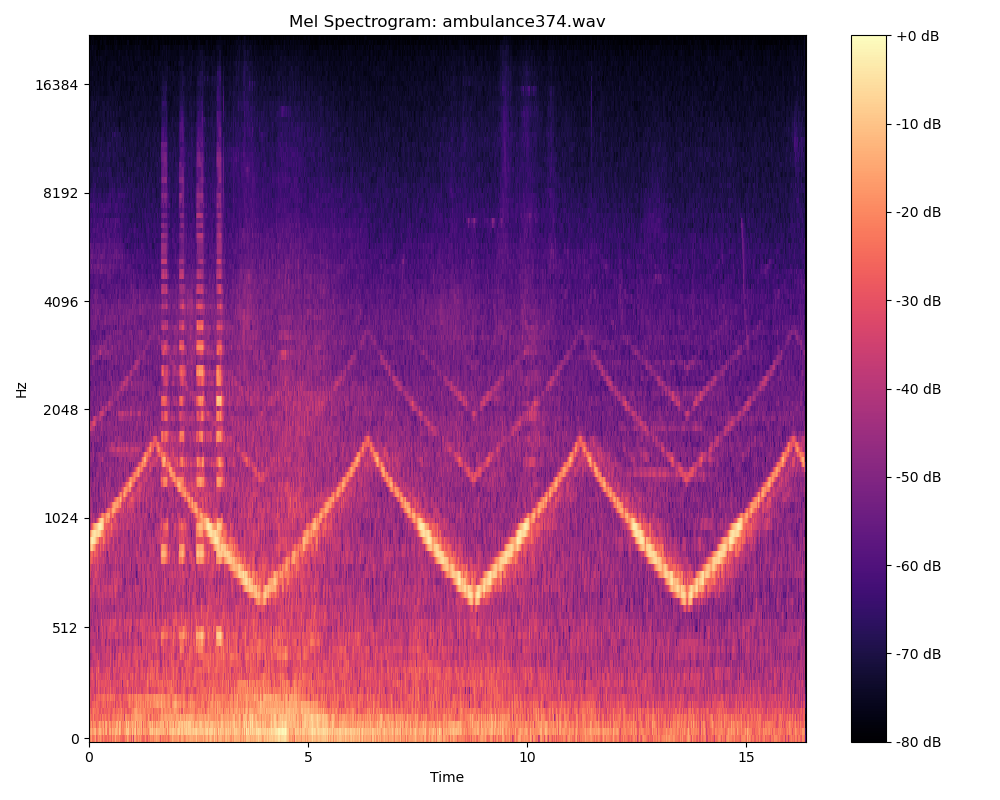 Mel Spectrogram: ambulance374.wav
+0 dB
16384
-10 dB
8192
-20 dB
4096
-30 dB
Hz
2048
-40 dB
1024
-50 dB
512
-60 dB
-70 dB
0
-80 dB
0 5 10 15
Time